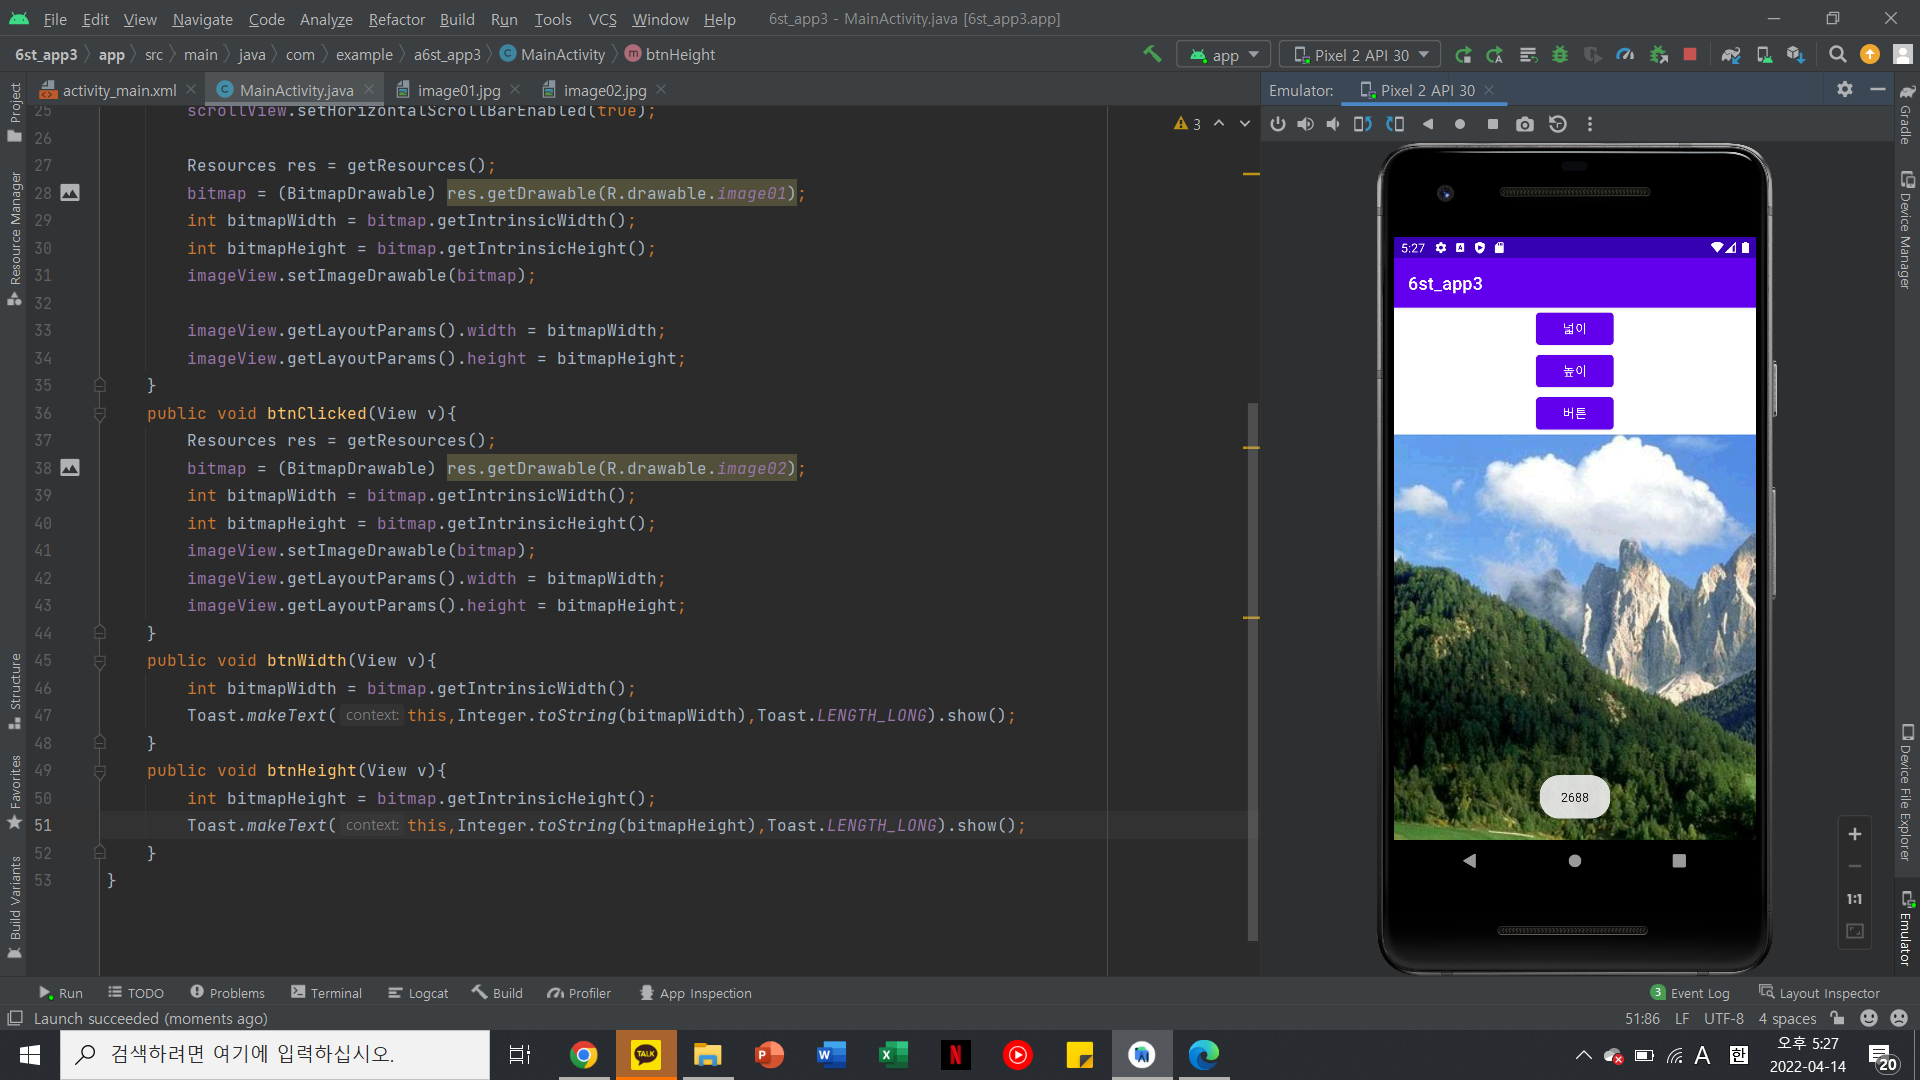 File Edit View Navigate Code Analyze Refactor Build Run Tools VCS Window Help 6st_app3 - MainActivity.java [6st_app3.app]
6st_app3 app src main java com example a6st_app3 MainActivity btnHeight app Pixel 2 API 30
activity_main.xml MainActivity.java image01.jpg image02.jpg Emulator: Pixel 2 API 30
Project
Resource Manager
Structure
Favorites
Build Variants
3
25 scrollView.setHorizontalScrollBarEnabled(true);
26
27 Resources res = getResources();
28 bitmap = (BitmapDrawable) res.getDrawable(R.drawable.image01);
29 int bitmapWidth = bitmap.getIntrinsicWidth();
30 int bitmapHeight = bitmap.getIntrinsicHeight();
31 imageView.setImageDrawable(bitmap);
32
33 imageView.getLayoutParams().width = bitmapWidth;
34 imageView.getLayoutParams().height = bitmapHeight;
35 }
36 public void btnClicked(View v){
37 Resources res = getResources();
38 bitmap = (BitmapDrawable) res.getDrawable(R.drawable.image02);
39 int bitmapWidth = bitmap.getIntrinsicWidth();
40 int bitmapHeight = bitmap.getIntrinsicHeight();
41 imageView.setImageDrawable(bitmap);
42 imageView.getLayoutParams().width = bitmapWidth;
43 imageView.getLayoutParams().height = bitmapHeight;
44 }
45 public void btnWidth(View v){
46 int bitmapWidth = bitmap.getIntrinsicWidth();
47 Toast.makeText( context: this,Integer.toString(bitmapWidth),Toast.LENGTH_LONG).show();
48 }
49 public void btnHeight(View v){
50 int bitmapHeight = bitmap.getIntrinsicHeight();
51 Toast.makeText( context: this,Integer.toString(bitmapHeight),Toast.LENGTH_LONG).show();
52 }
53 }
5:27
6st_app3
넓이
높이
버튼
2688
1:1
Gradle
Device Manager
Device File Explorer
Emulator
Run TODO Problems Terminal Logcat Build Profiler App Inspection 3 Event Log Layout Inspector
Launch succeeded (moments ago) 51:86 LF UTF-8 4 spaces
검색하려면 여기에 입력하십시오. TALK A 한 오후 5:27
2022-04-14 20